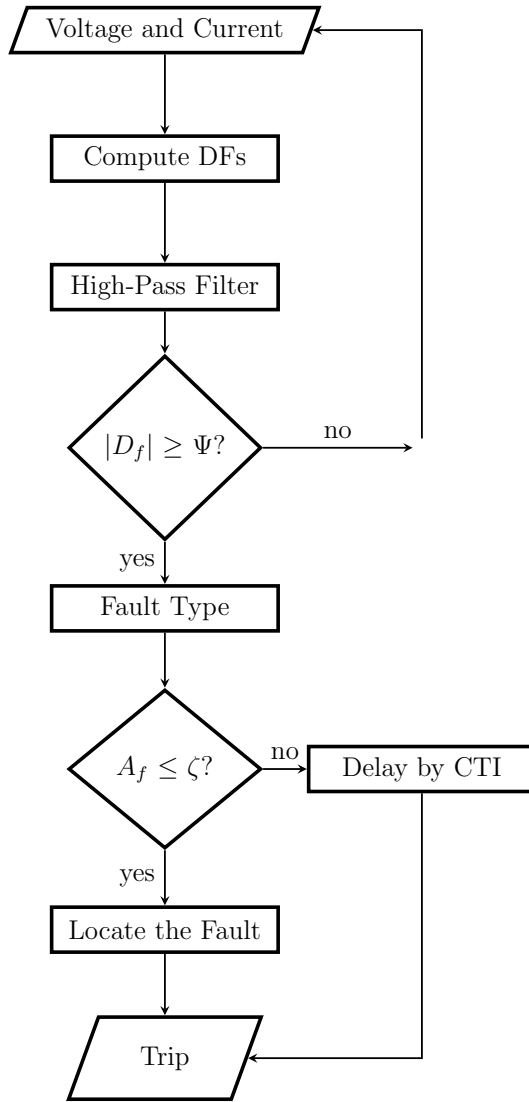 Voltage and Current
Compute DFs
High-Pass Filter
|D_f| ≥ Ψ?
no
yes
Fault Type
A_f ≤ ζ?
no
Delay by CTI
yes
Locate the Fault
Trip